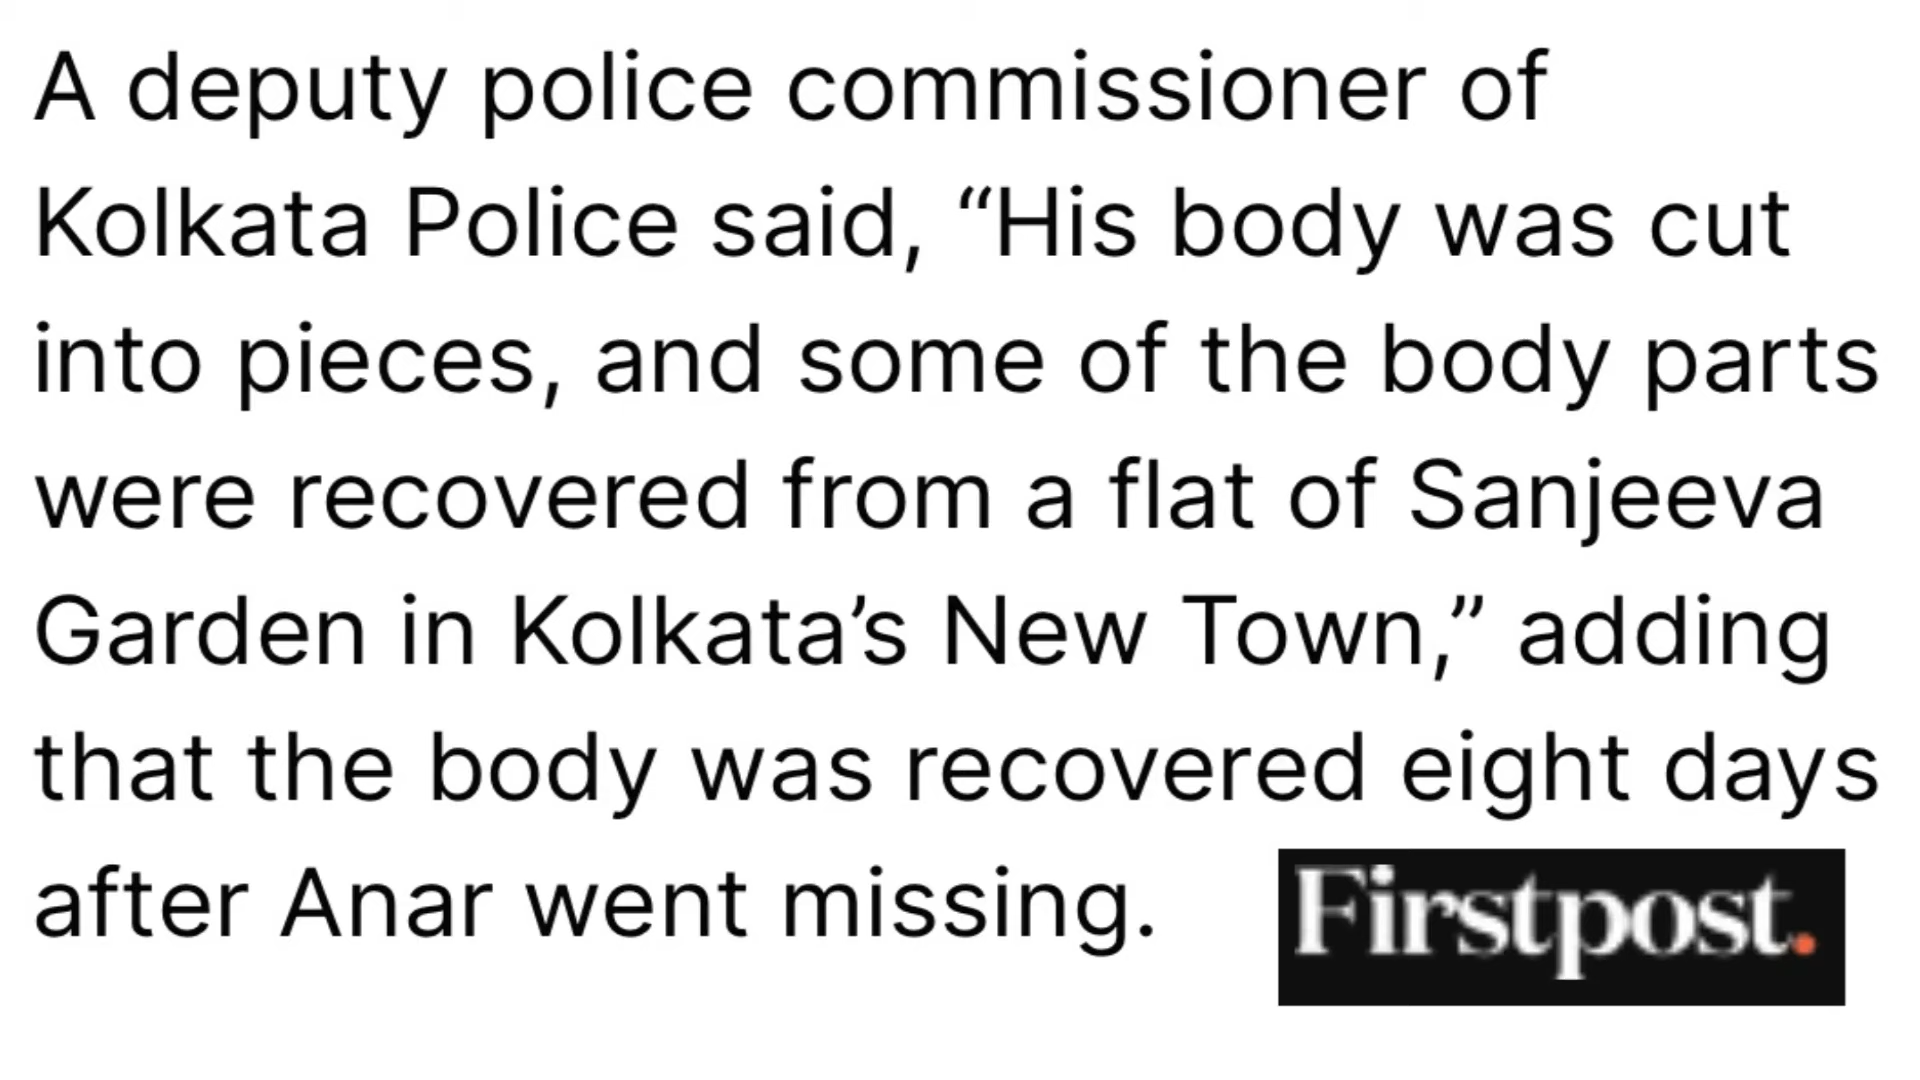 A deputy police commissioner of
Kolkata Police said, “His body was cut
into pieces, and some of the body parts
were recovered from a flat of Sanjeeva
Garden in Kolkata’s New Town,” adding
that the body was recovered eight days
after Anar went missing.
Firstpost.